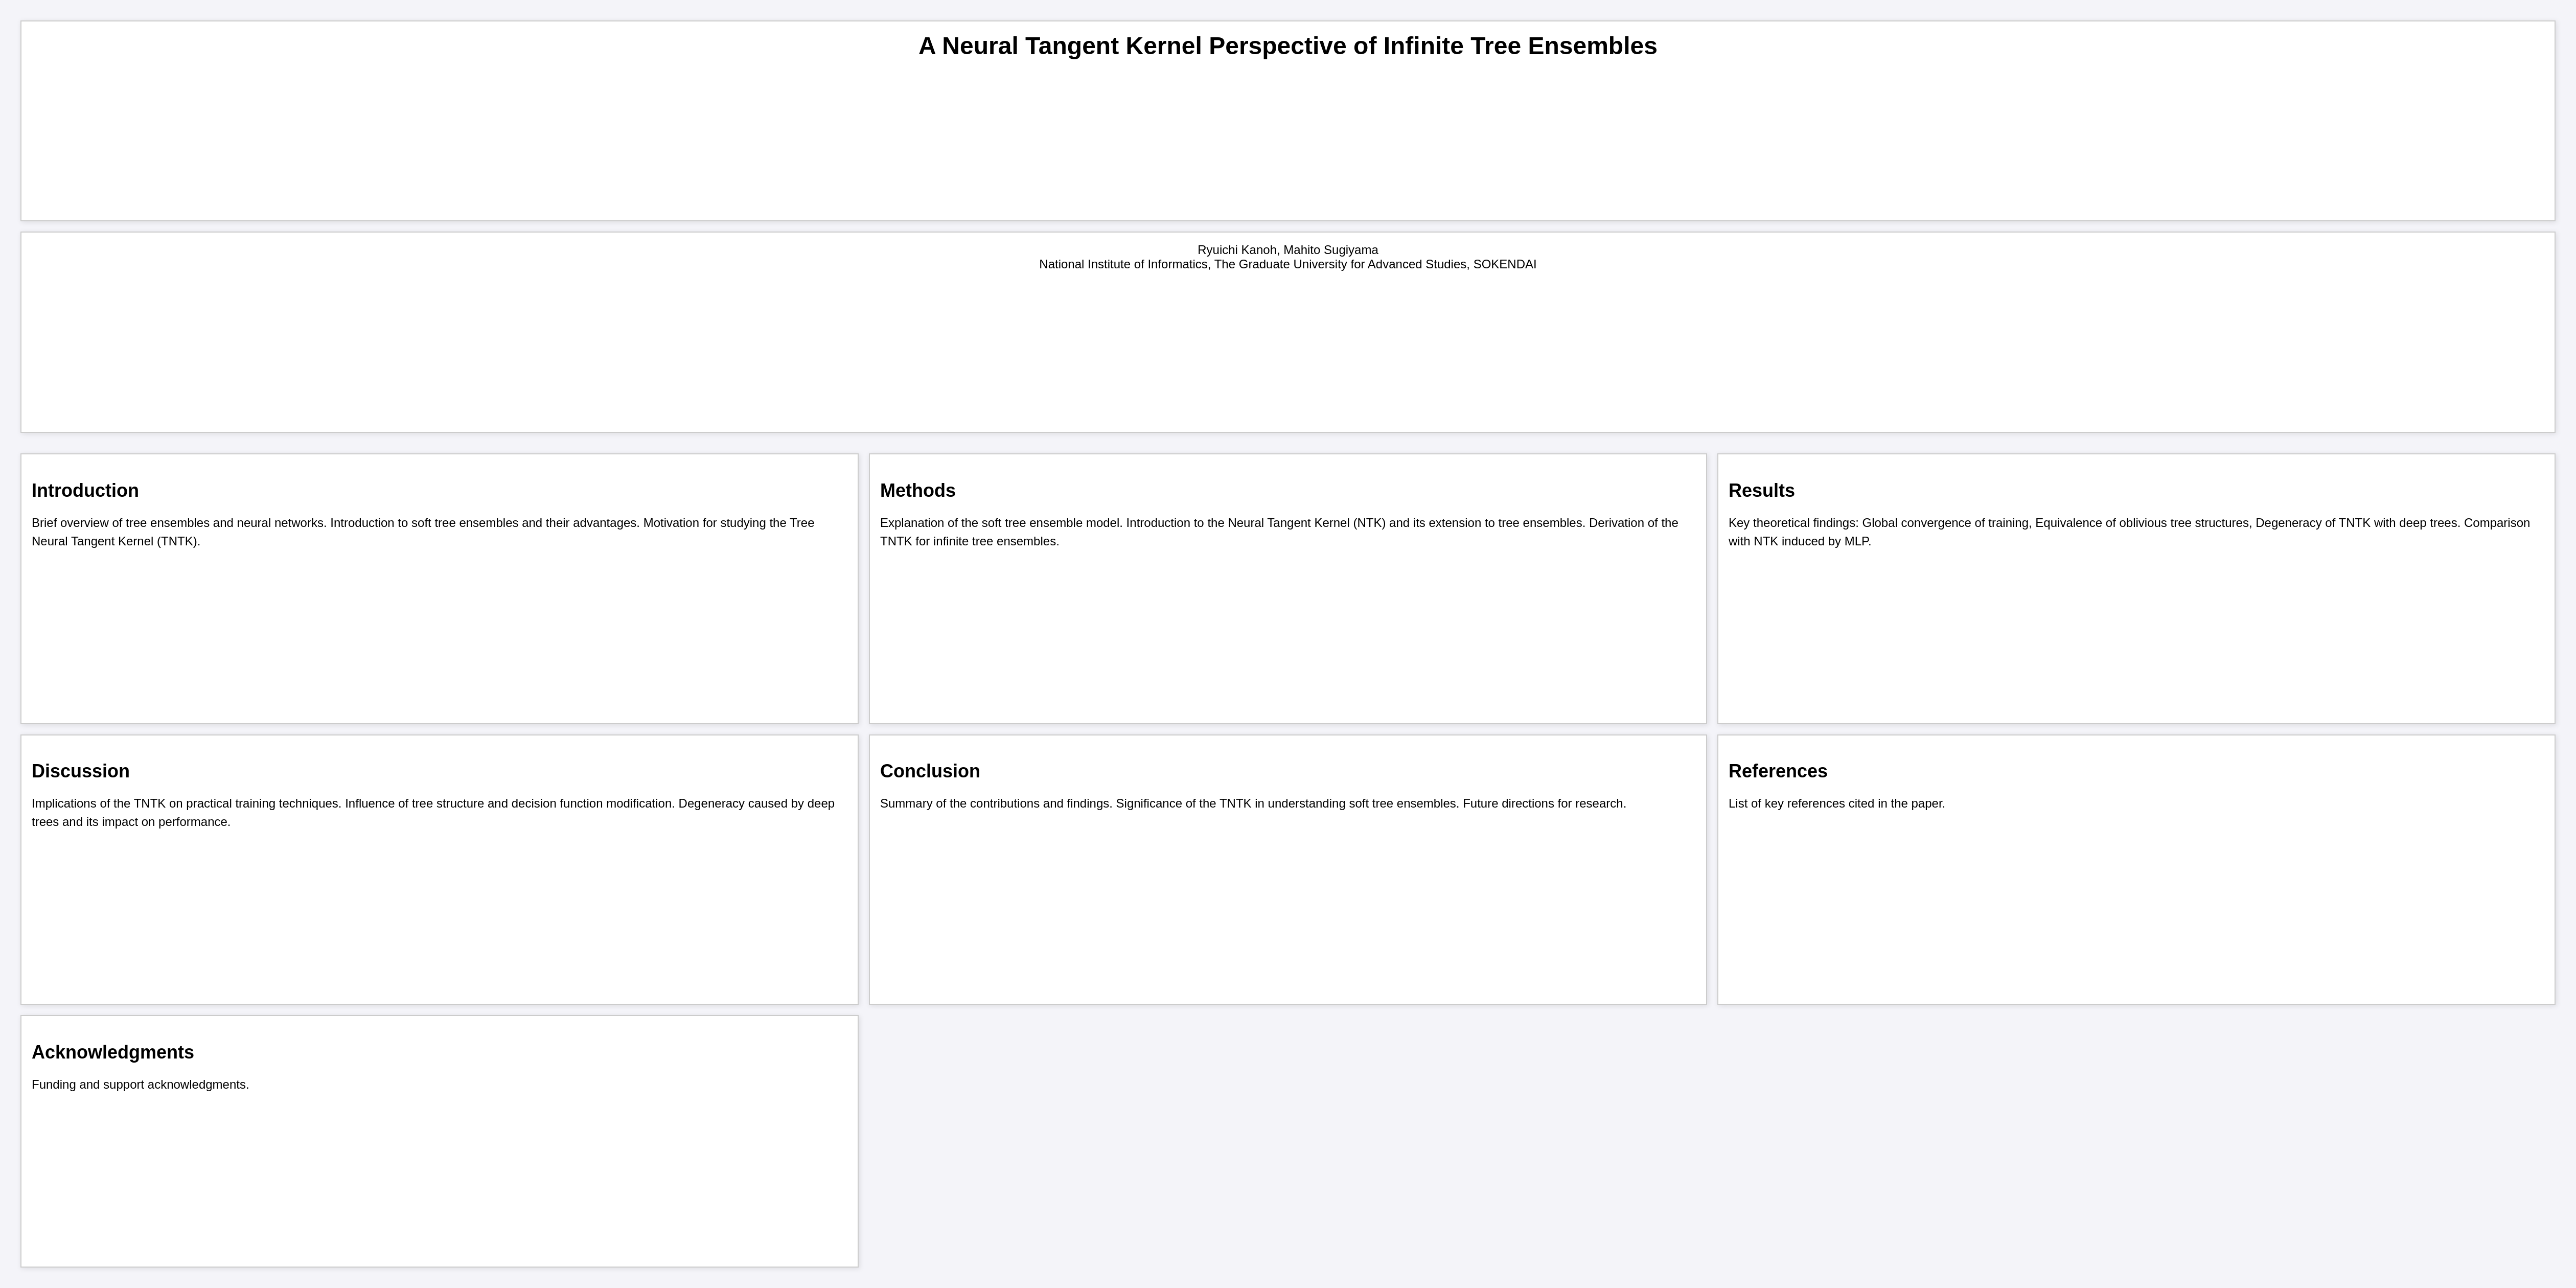 A Neural Tangent Kernel Perspective of Infinite Tree Ensembles
Ryuichi Kanoh, Mahito Sugiyama
National Institute of Informatics, The Graduate University for Advanced Studies, SOKENDAI
Introduction
Brief overview of tree ensembles and neural networks. Introduction to soft tree ensembles and their advantages. Motivation for studying the Tree
Neural Tangent Kernel (TNTK).
Methods
Explanation of the soft tree ensemble model. Introduction to the Neural Tangent Kernel (NTK) and its extension to tree ensembles. Derivation of the
TNTK for infinite tree ensembles.
Results
Key theoretical findings: Global convergence of training, Equivalence of oblivious tree structures, Degeneracy of TNTK with deep trees. Comparison
with NTK induced by MLP.
Discussion
Implications of the TNTK on practical training techniques. Influence of tree structure and decision function modification. Degeneracy caused by deep
trees and its impact on performance.
Conclusion
Summary of the contributions and findings. Significance of the TNTK in understanding soft tree ensembles. Future directions for research.
References
List of key references cited in the paper.
Acknowledgments
Funding and support acknowledgments.